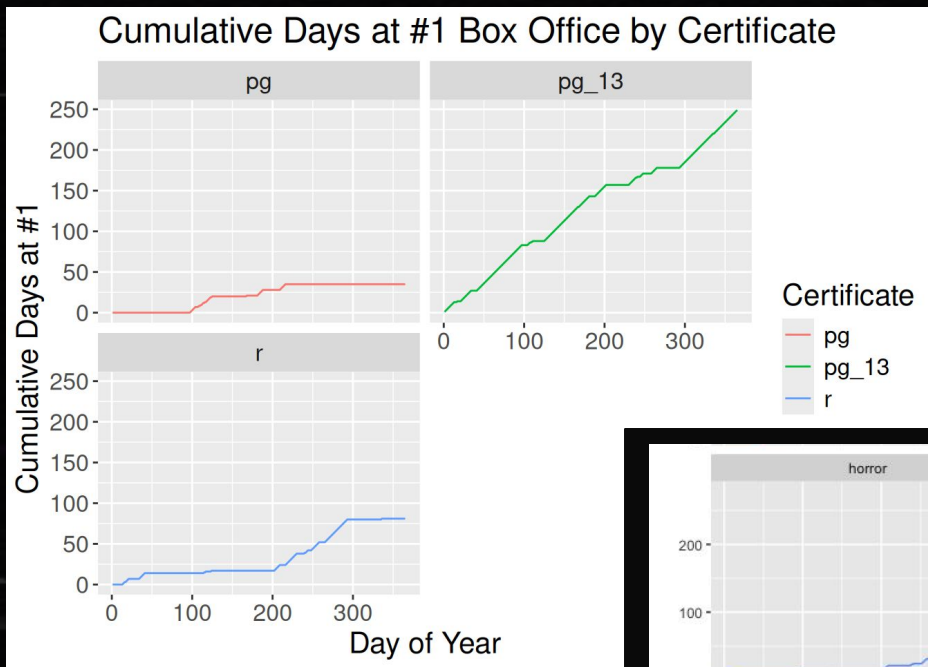 Cumulative Days at #1 Box Office by Certificate
pg
pg_13
250
200
150
100
50
0
Cumulative Days at #1
0 100 200 300
r
250
200
150
100
50
0
0 100 200 300
Day of Year
Certificate
pg
pg_13
r
horror
200
100